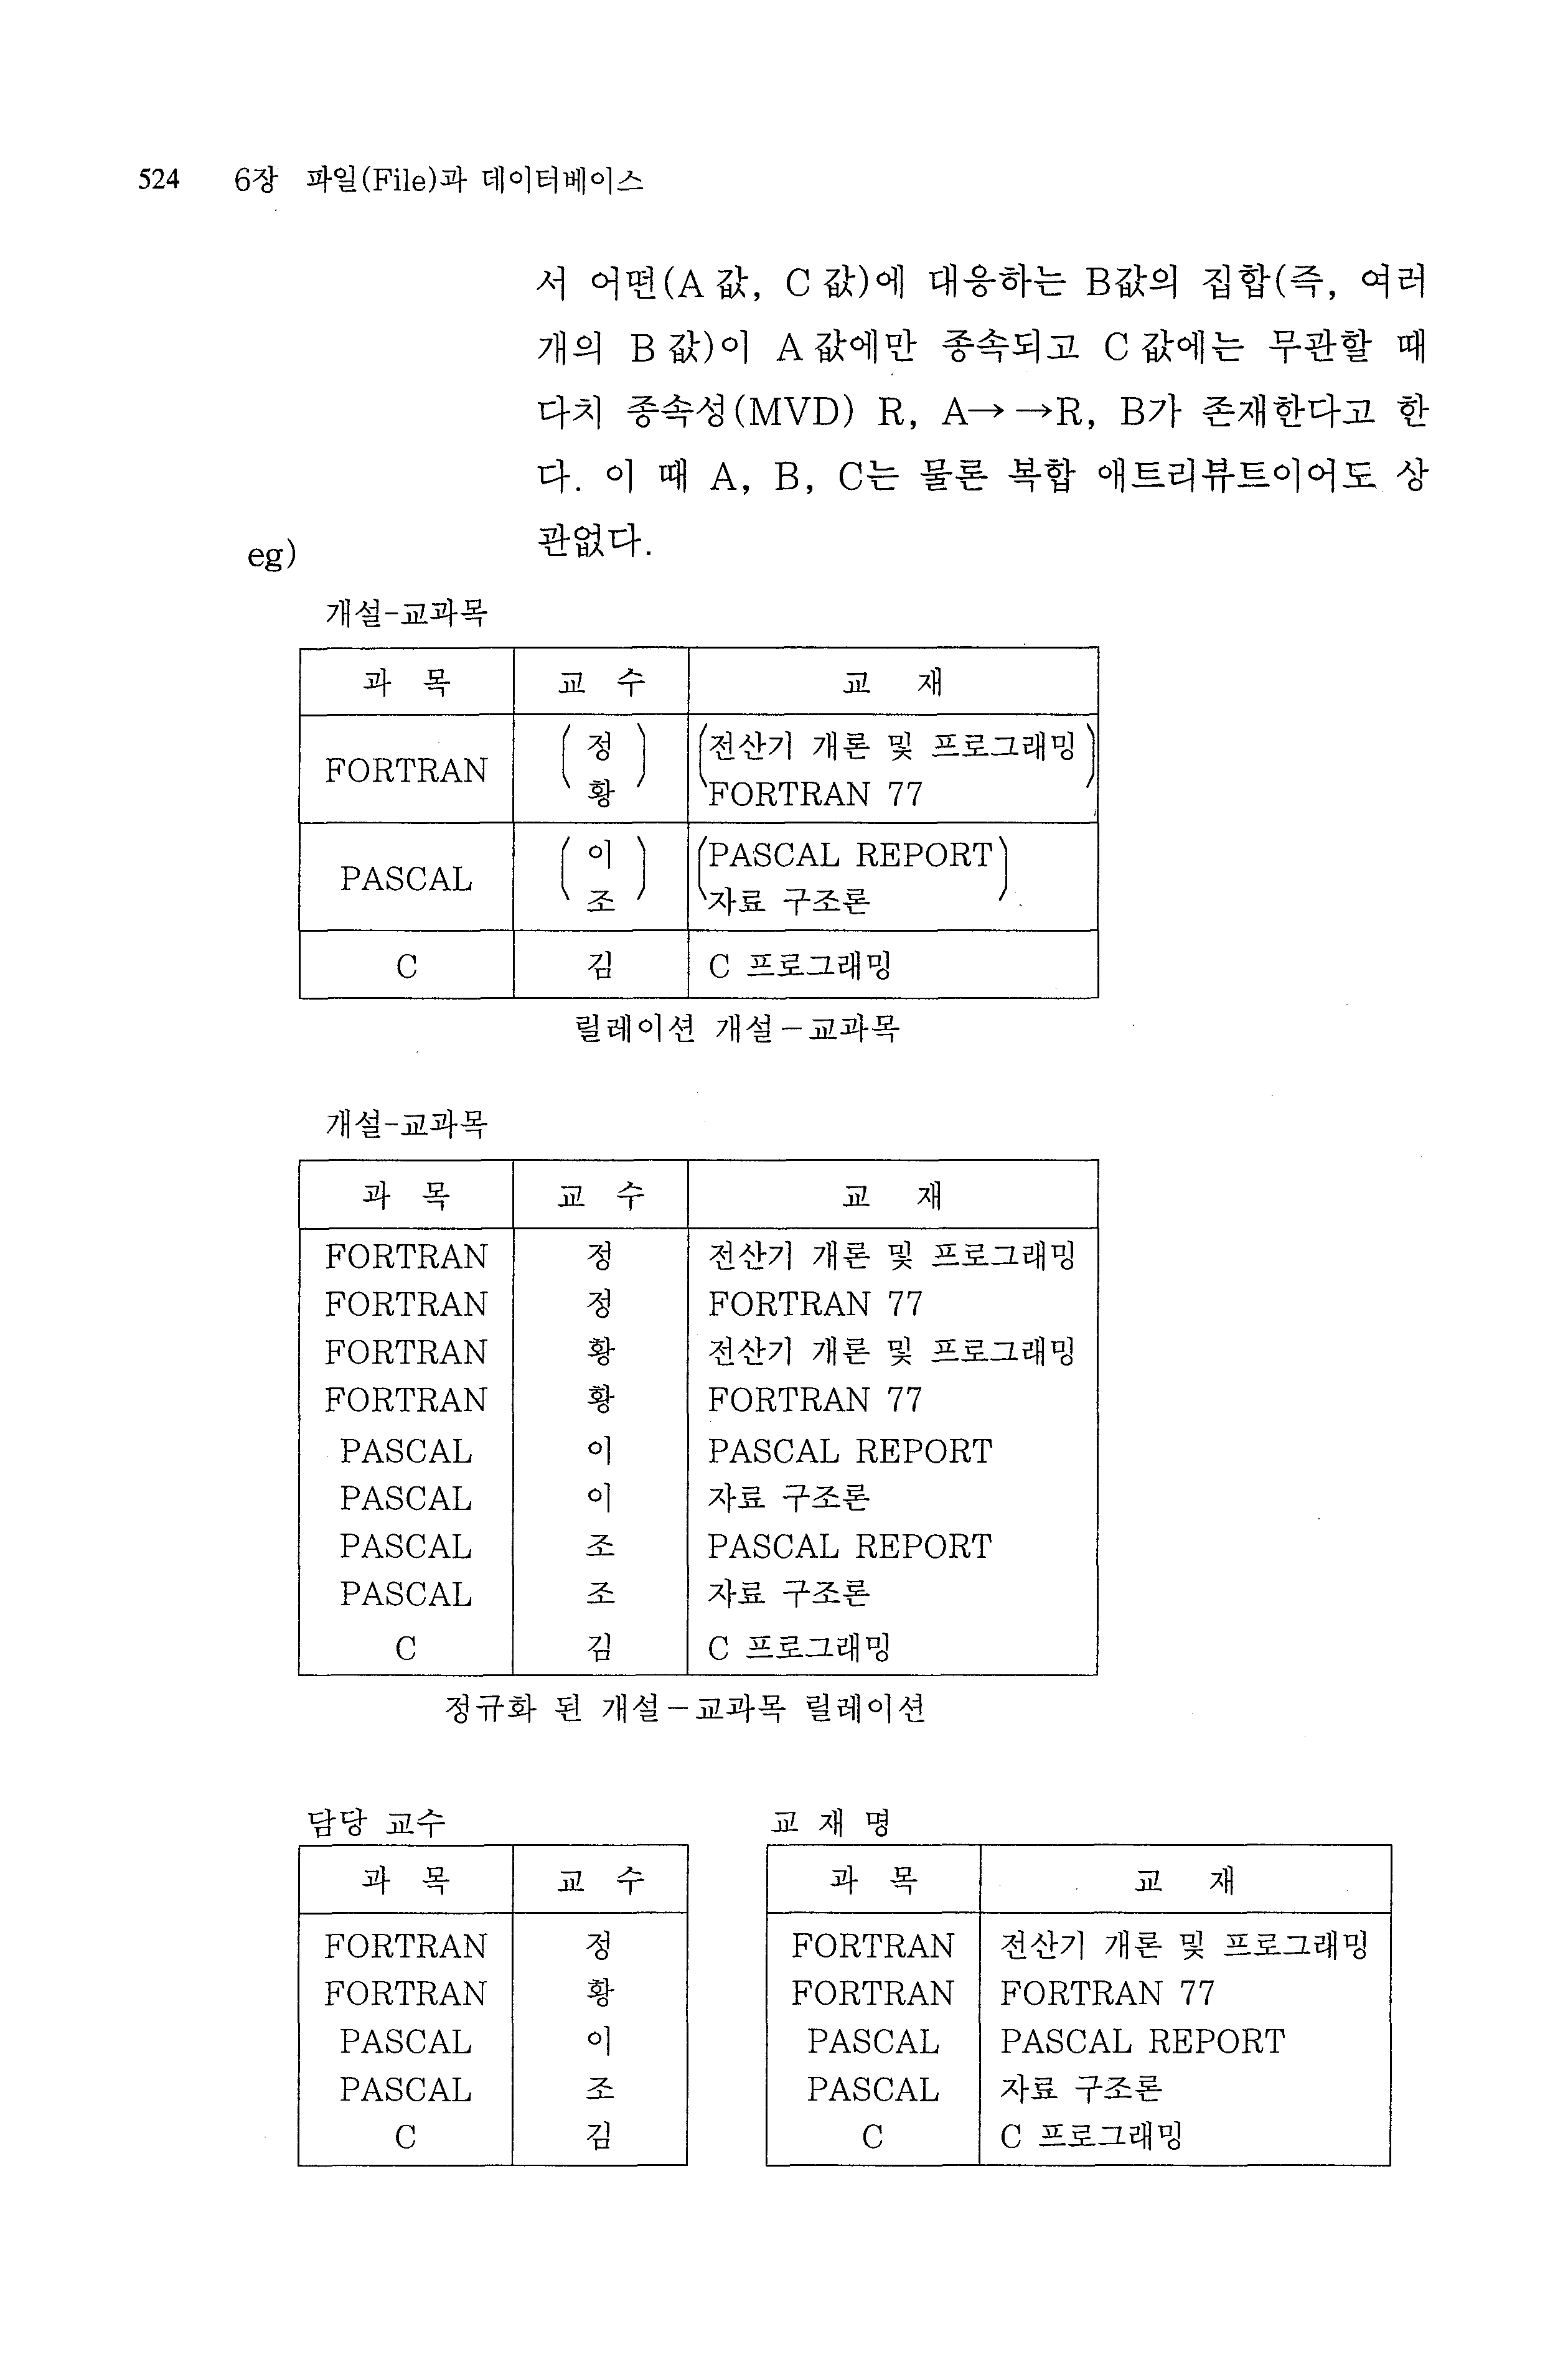 524 6장 파일(File)과 데이터베이스
서 어떤(A 값, C 값)에 대응하는 B값의 집합(즉, 여러
개의 B 값)이 A 값에만 종속되고 C 값에는 무관할 때
다치 종속성(MVD) R, A→→R, B가 존재한다고 한
다. 이 때 A, B, C는 물론 복합 애트리뷰트이어도 상
관없다.
eg)
개설-교과목
과 목 교 수 교 재
FORTRAN (정 황) (전산기 개론 및 프로그래밍 FORTRAN 77)
PASCAL (이 조) (PASCAL REPORT 자료 구조론)
C 김 C 프로그래밍
릴레이션 개설-교과목
개설-교과목
과 목 교 수 교 재
FORTRAN 정 전산기 개론 및 프로그래밍
FORTRAN 정 FORTRAN 77
FORTRAN 황 전산기 개론 및 프로그래밍
FORTRAN 황 FORTRAN 77
PASCAL 이 PASCAL REPORT
PASCAL 이 자료 구조론
PASCAL 조 PASCAL REPORT
PASCAL 조 자료 구조론
C 김 C 프로그래밍
정규화 된 개설-교과목 릴레이션
담당 교수
과 목 교 수
FORTRAN 정
FORTRAN 황
PASCAL 이
PASCAL 조
C 김
교 재 명
과 목 교 재
FORTRAN 전산기 개론 및 프로그래밍
FORTRAN FORTRAN 77
PASCAL PASCAL REPORT
PASCAL 자료 구조론
C C 프로그래밍